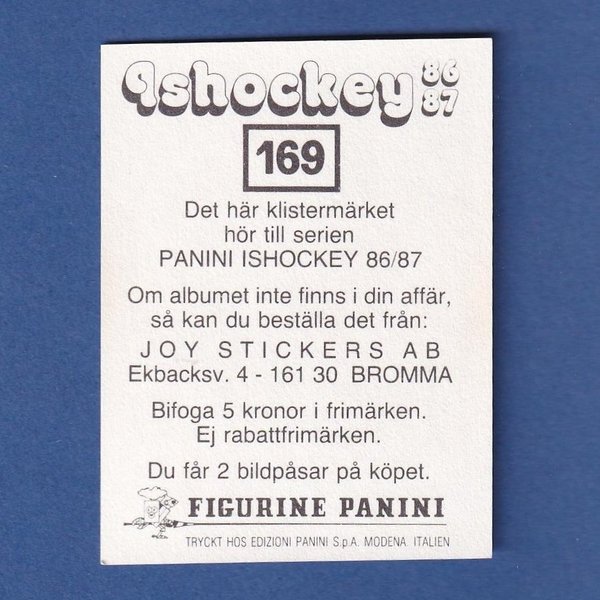 Ishockey 86
87
169
Det här klistermärket
hör till serien
PANINI ISHOCKEY 86/87
Om albumet inte finns i din affär,
så kan du beställa det från:
JOY STICKERS AB
Ekbacksv. 4 - 161 30 BROMMA
Bifoga 5 kronor i frimärken.
Ej rabattfrimärken.
Du får 2 bildpåsar på köpet.
FIGURINE PANINI
TRYCKT HOS EDIZIONI PANINI S.p.A. MODENA. ITALIEN